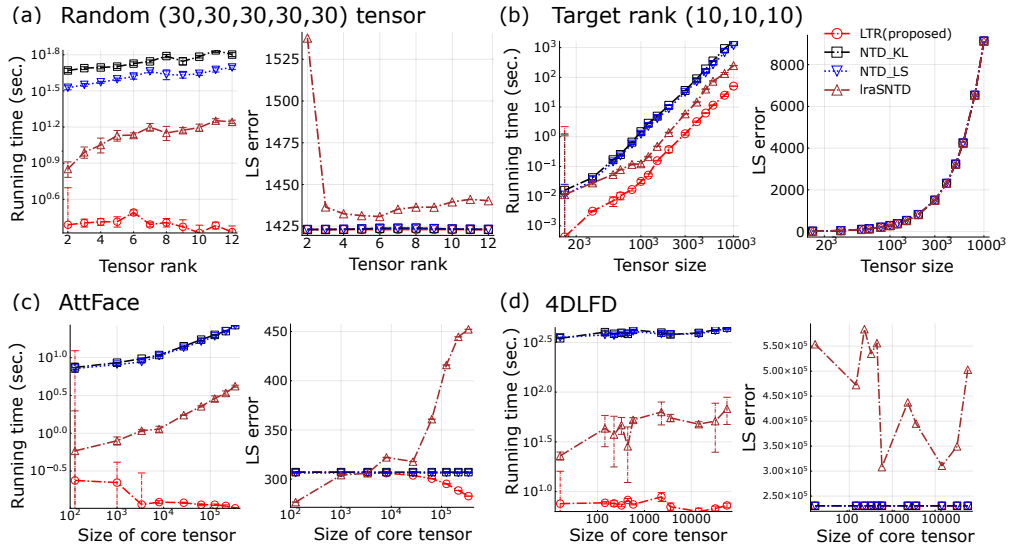 (a) Random (30,30,30,30,30) tensor
Running time (sec.)
10^1.8
10^1.5
10^1.2
10^0.9
10^0.6
2 4 6 8 10 12
Tensor rank
LS error
1525
1500
1475
1450
1425
2 4 6 8 10 12
Tensor rank
(b) Target rank (10,10,10)
Running time (sec.)
10^3
10^2
10^1
10^0
10^−1
10^−2
10^−3
20^3 100^3 300^3 1000^3
Tensor size
LS error
8000
6000
4000
2000
0
20^3 100^3 300^3 1000^3
Tensor size
LTR(proposed)
NTD_KL
NTD_LS
lraSNTD
(c) AttFace
Running time (sec.)
10^1.0
10^0.5
10^0.0
10^−0.5
10^2 10^3 10^4 10^5
Size of core tensor
LS error
450
400
350
300
10^2 10^3 10^4 10^5
Size of core tensor
(d) 4DLFD
Running time (sec.)
10^2.5
10^2.0
10^1.5
10^1.0
100 1000 10000
Size of core tensor
LS error
5.50×10^5
5.00×10^5
4.50×10^5
4.00×10^5
3.50×10^5
3.00×10^5
2.50×10^5
100 1000 10000
Size of core tensor